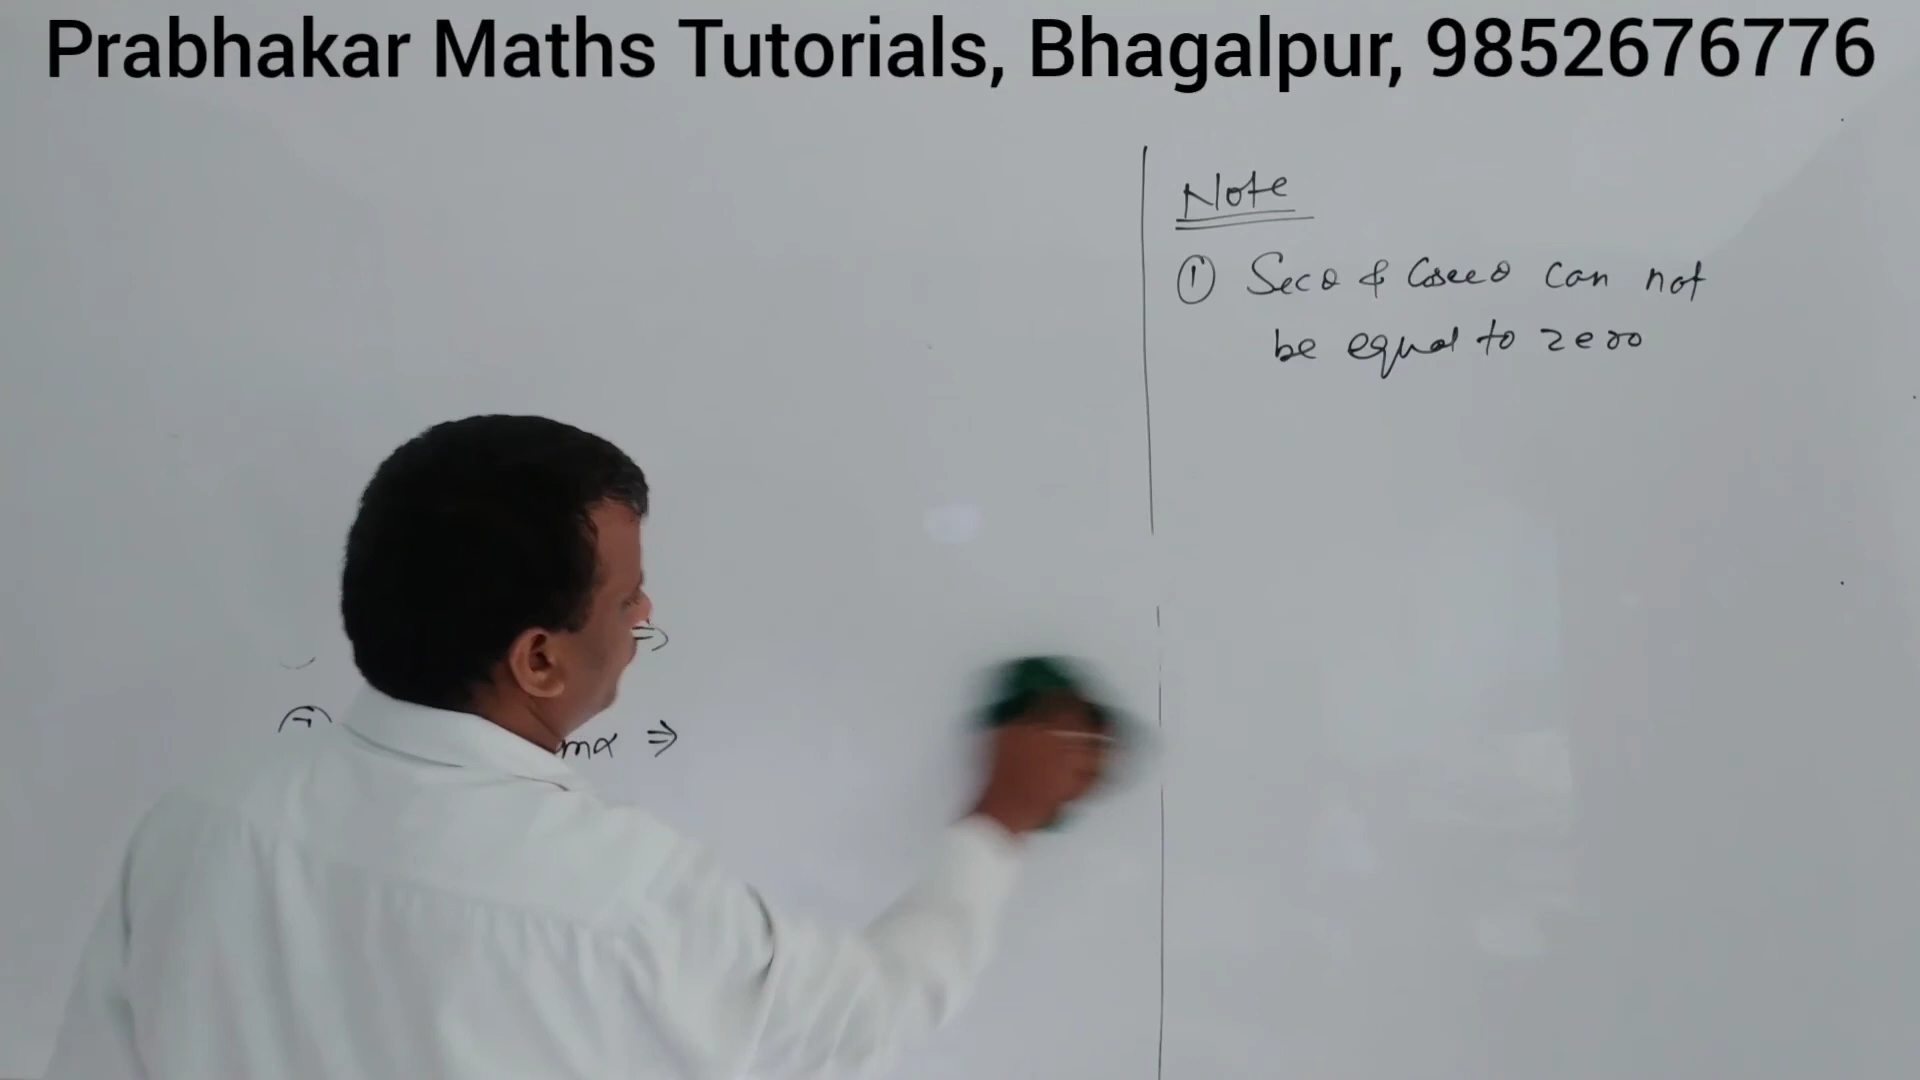 Prabhakar Maths Tutorials, Bhagalpur, 9852676776
Note
① Secθ & Cosecθ can not
be equal to zero
⇒
mα ⇒